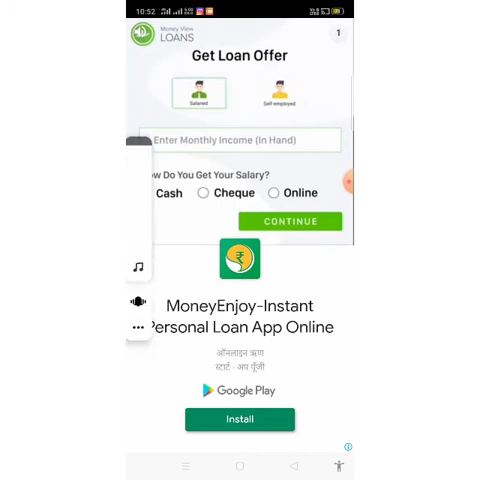 10:52
Money View
LOANS
1
Get Loan Offer
Salaried
Self employed
Enter Monthly Income (In Hand)
ow Do You Get Your Salary?
Cash
Cheque
Online
CONTINUE
MoneyEnjoy-Instant
Personal Loan App Online
ऑनलाइन ऋण
स्टार्ट - अप पूँजी
Google Play
Install